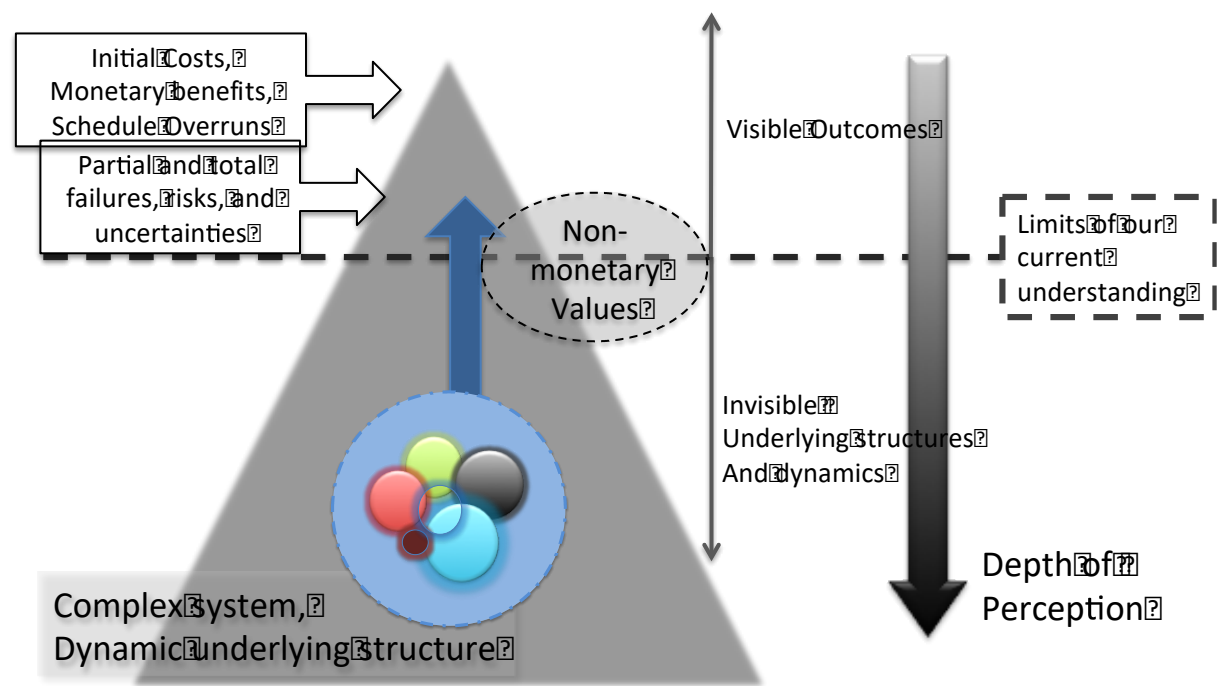 Initial Costs,
Monetary benefits,
Schedule Overruns
Partial and total
failures, risks, and
uncertainties
Non-
monetary
Values
Visible Outcomes
Limits of our
current
understanding
Invisible
Underlying structures
And dynamics
Complex system,
Dynamic underlying structure
Depth of
Perception